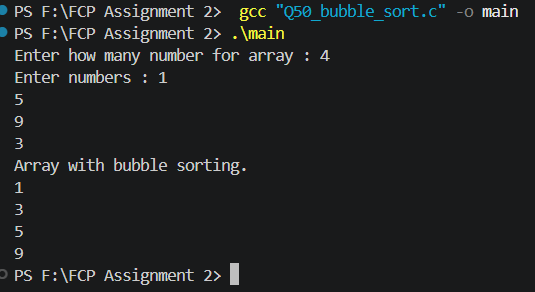 PS F:\FCP Assignment 2>  gcc "Q50_bubble_sort.c" -o main
PS F:\FCP Assignment 2> .\main
Enter how many number for array : 4
Enter numbers : 1
5
9
3
Array with bubble sorting.
1
3
5
9
PS F:\FCP Assignment 2>